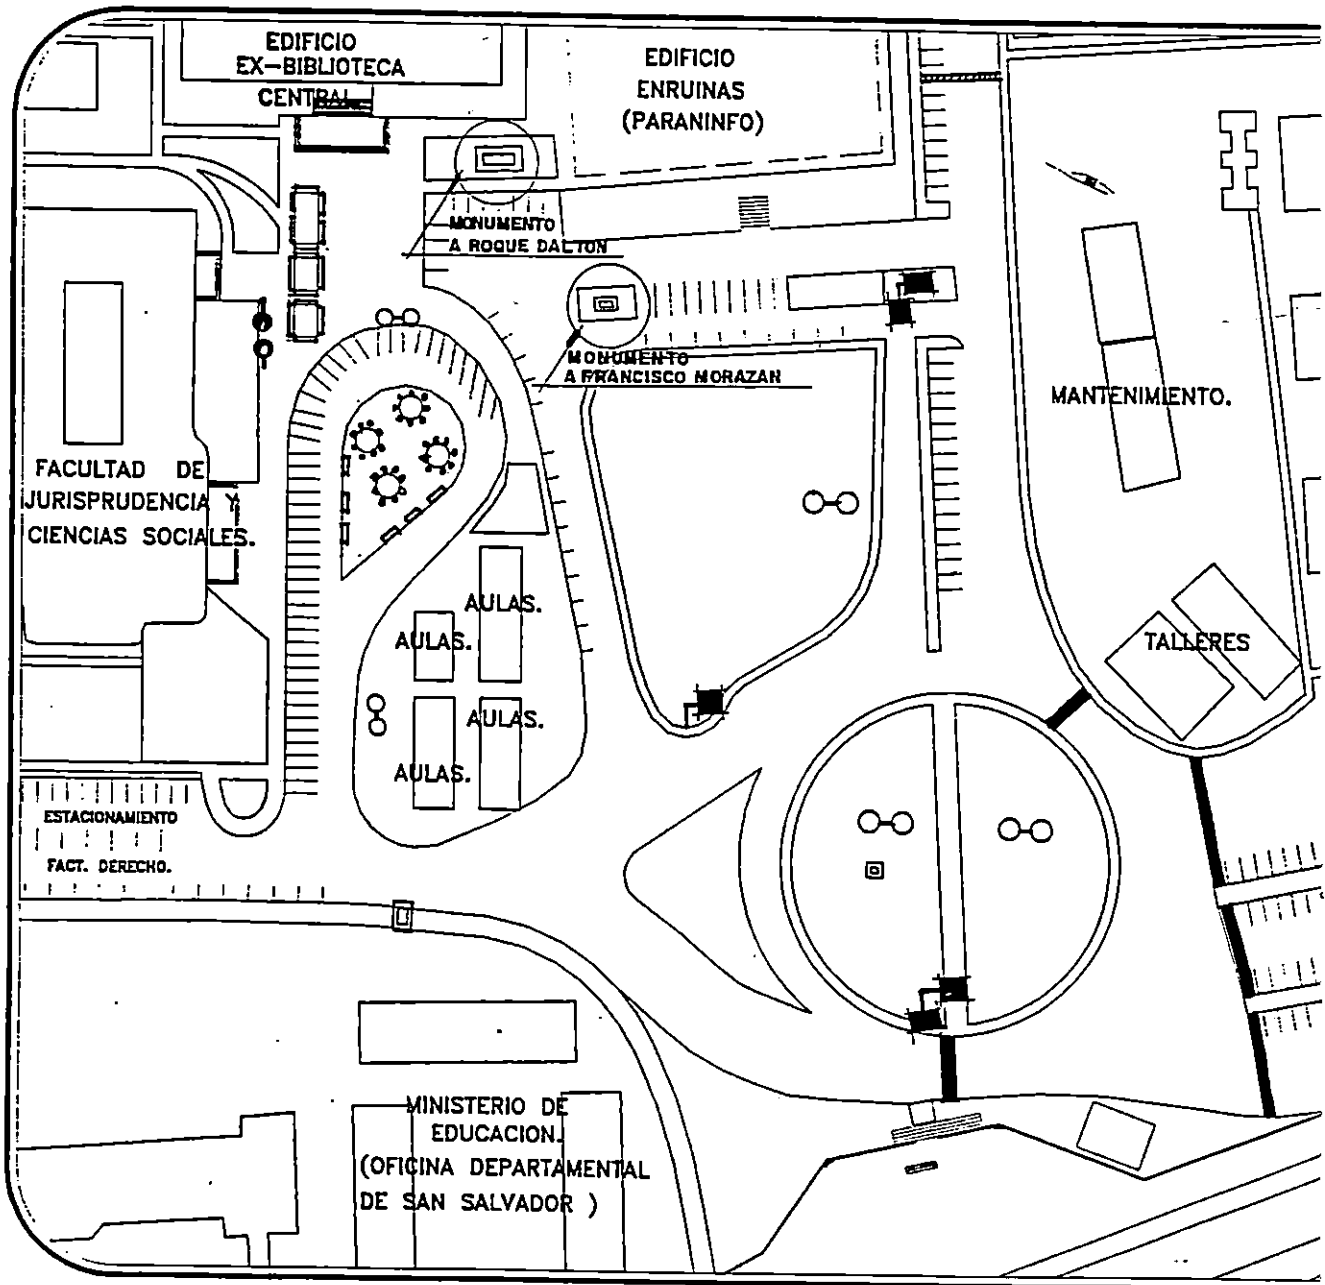 EDIFICIO
EX-BIBLIOTECA
CENTRAL
EDIFICIO
ENRUINAS
(PARANINFO)
MONUMENTO
A ROQUE DALTON
MONUMENTO
A FRANCISCO MORAZAN
MANTENIMIENTO.
FACULTAD DE
JURISPRUDENCIA Y
CIENCIAS SOCIALES.
AULAS.
AULAS.
TALLERES
AULAS.
AULAS.
ESTACIONAMIENTO
FACT. DERECHO.
MINISTERIO DE
EDUCACION.
(OFICINA DEPARTAMENTAL
DE SAN SALVADOR )